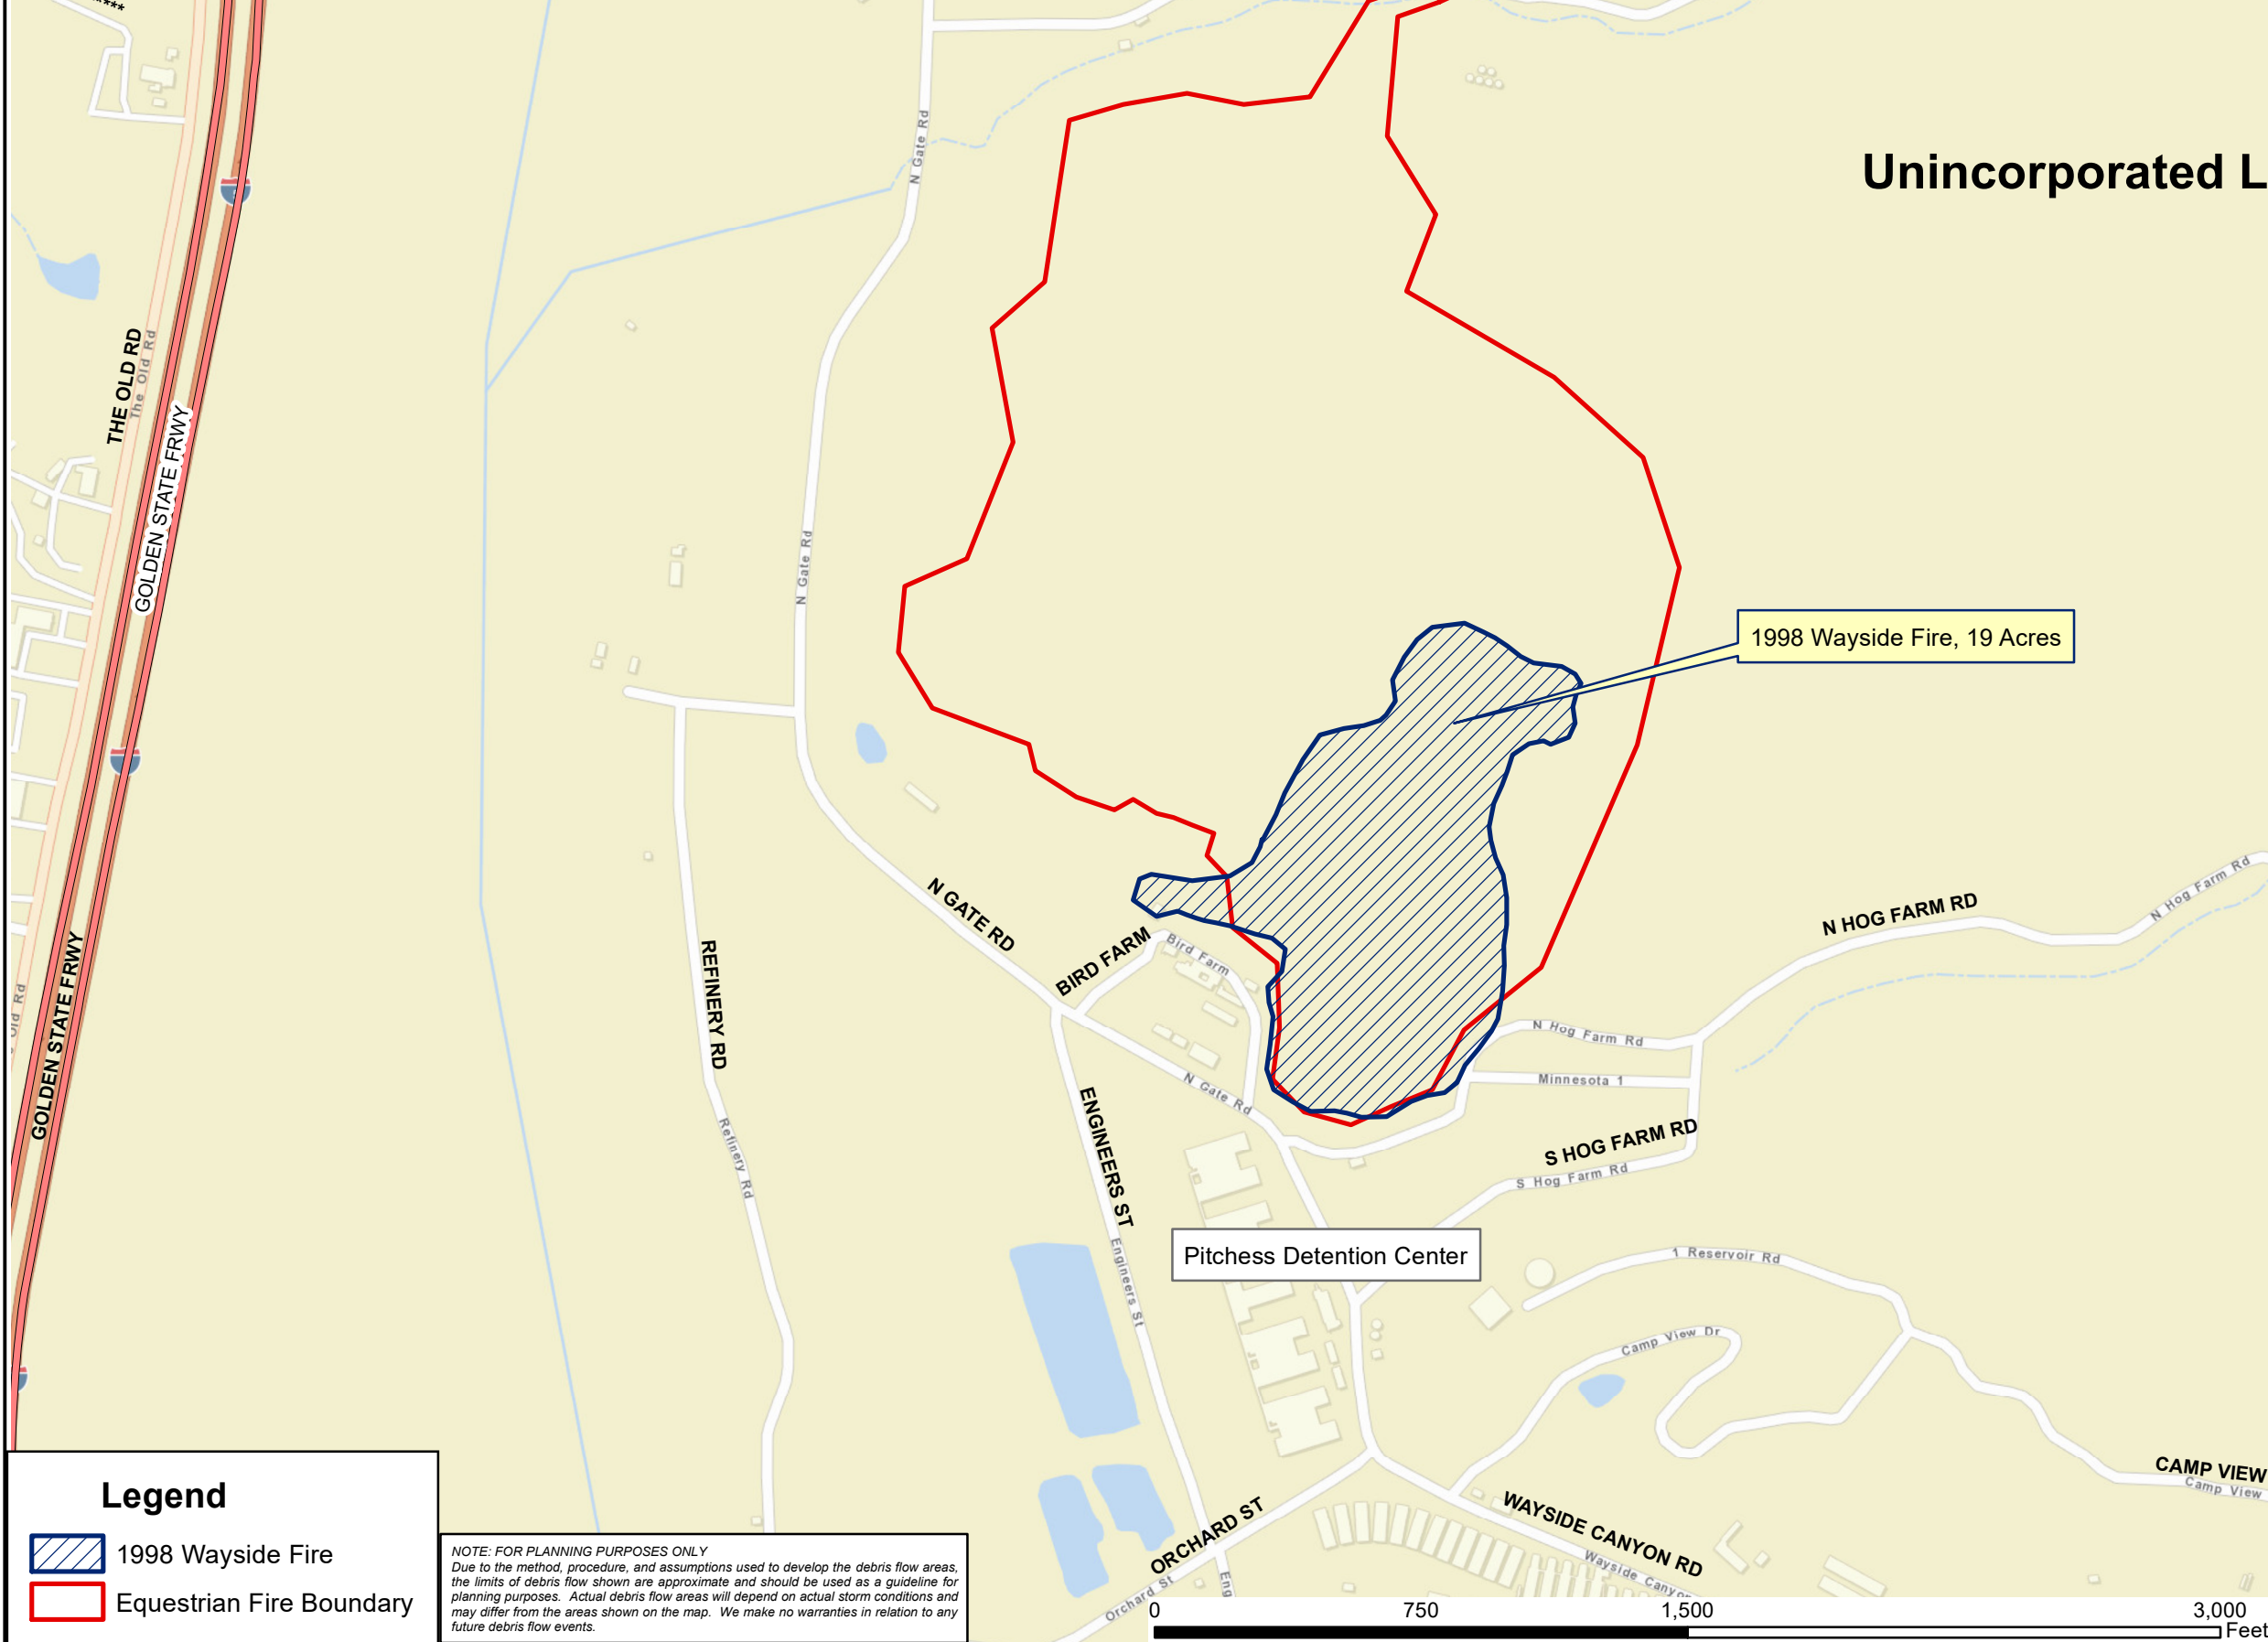 *****
N Gate Rd
Unincorporated L
THE OLD RD
The Old Rd
GOLDEN STATE FRWY
N Gate Rd
1998 Wayside Fire, 19 Acres
N GATE RD
BIRD FARM
Bird Farm
N HOG FARM RD
N Hog Farm Rd
REFINERY RD
Old Rd
GOLDEN STATE FRWY
N Hog Farm Rd
Minnesota 1
N Gate Rd
ENGINEERS ST
S HOG FARM RD
S Hog Farm Rd
Refinery Rd
Pitchess Detention Center
1 Reservoir Rd
Engineers St
Camp View Dr
CAMP VIEW
Camp View
WAYSIDE CANYON RD
Wayside Canyon
ORCHARD ST
Orchard St
Eng
Legend
1998 Wayside Fire
Equestrian Fire Boundary
NOTE: FOR PLANNING PURPOSES ONLY
Due to the method, procedure, and assumptions used to develop the debris flow areas,
the limits of debris flow shown are approximate and should be used as a guideline for
planning purposes. Actual debris flow areas will depend on actual storm conditions and
may differ from the areas shown on the map. We make no warranties in relation to any
future debris flow events.
0 750 1,500 3,000
Feet